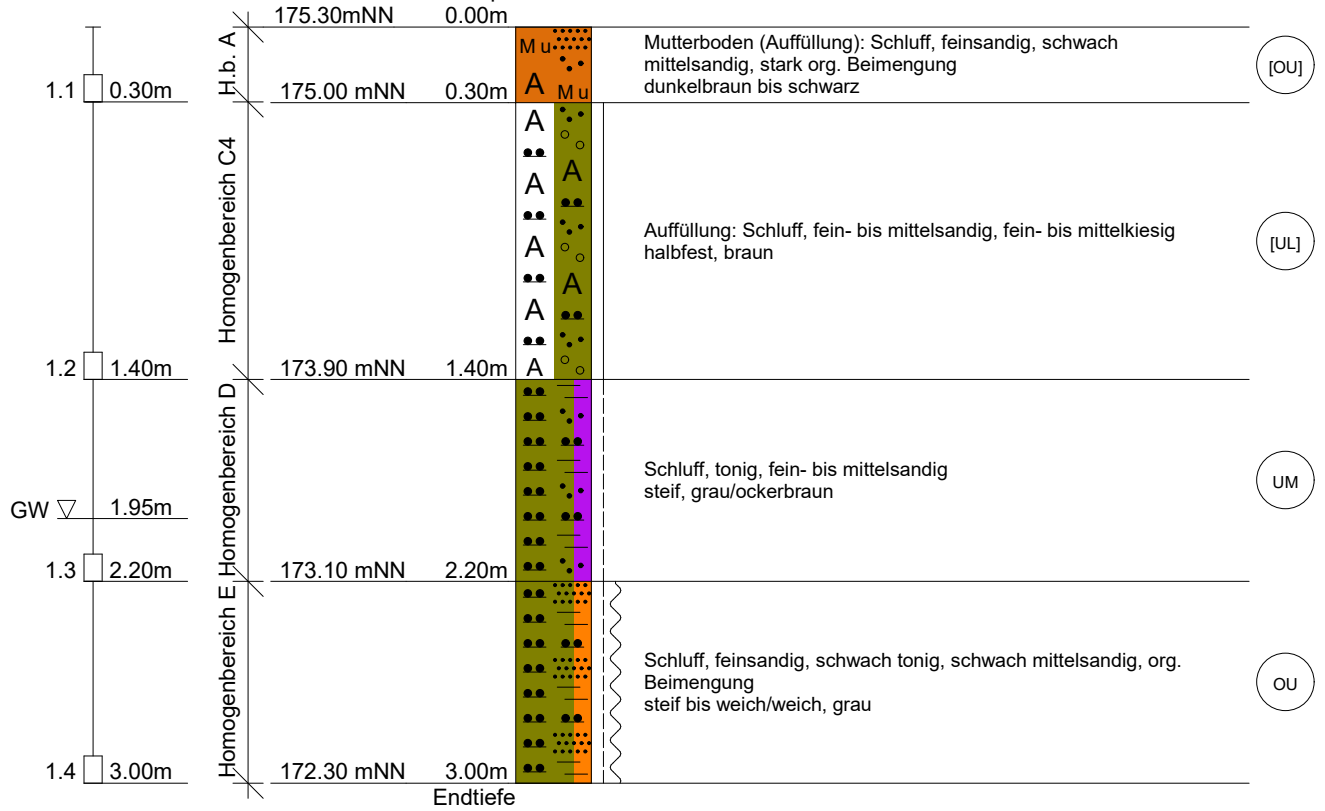 175.30mNN 0.00m
H.b. A
Mu
A
Mu
Mutterboden (Auffüllung): Schluff, feinsandig, schwach
mittelsandig, stark org. Beimengung
dunkelbraun bis schwarz
[OU]
1.1 0.30m
175.00 mNN 0.30m
Homogenbereich C4
A
A
A
A
A
A
A
Auffüllung: Schluff, fein- bis mittelsandig, fein- bis mittelkiesig
halbfest, braun
[UL]
1.2 1.40m
173.90 mNN 1.40m
Homogenbereich D
Schluff, tonig, fein- bis mittelsandig
steif, grau/ockerbraun
UM
GW 1.95m
1.3 2.20m
173.10 mNN 2.20m
Homogenbereich E
Schluff, feinsandig, schwach tonig, schwach mittelsandig, org.
Beimengung
steif bis weich/weich, grau
OU
1.4 3.00m
172.30 mNN 3.00m
Endtiefe